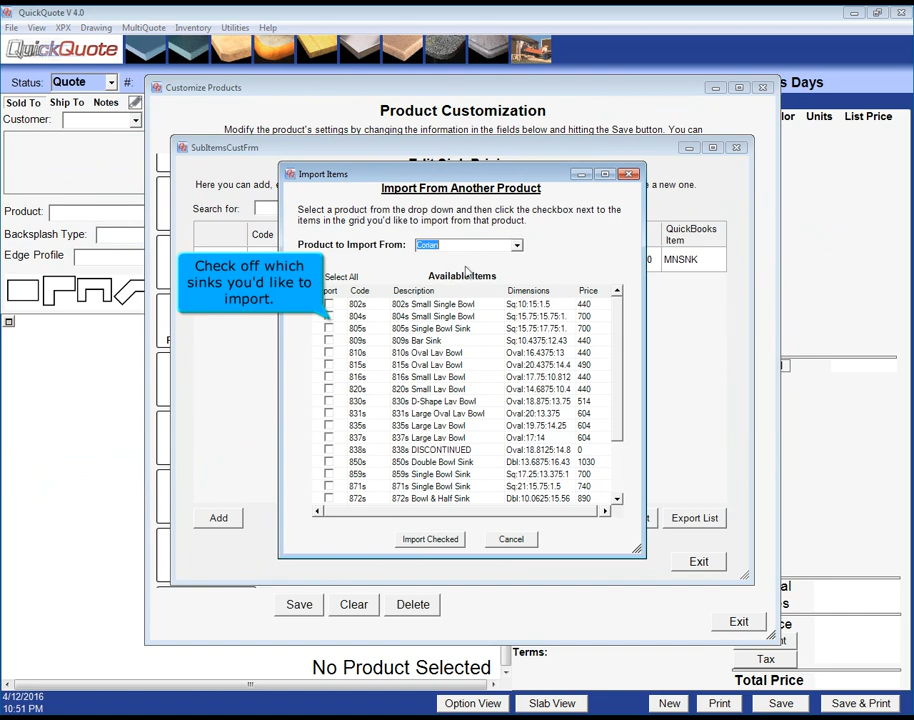 QuickQuote V 4.0
File View XPX Drawing MultiQuote Inventory Utilities Help
QuickQuote
Status: Quote #:
s Days
Sold To Ship To Notes
Customer:
lor Units List Price
Product:
Backsplash Type:
Edge Profile
Customize Products
Product Customization
Modify the product's settings by changing the information in the fields below and hitting the Save button. You can
SubItemsCustFrm
Here you can add, e
a new one.
Search for:
Code
QuickBooks
Item
0 MNSNK
Import Items
Import From Another Product
Select a product from the drop down and then click the checkbox next to the
items in the grid you'd like to import from that product.
Product to Import From: Corian
Check off which
sinks you'd like to
import.
Select All
Available Items
port Code Description Dimensions Price
802s 802s Small Single Bowl Sq:10:15:1.5 440
804s 804s Small Single Bowl Sq:15.75:15.75:1. 700
805s 805s Single Bowl Sink Sq:15.75:17.75:1. 700
809s 809s Bar Sink Sq:10.4375:12.43 440
810s 810s Oval Lav Bowl Oval:16.4375:13 440
815s 815s Oval Lav Bowl Oval:20.4375:14.4 490
816s 816s Small Lav Bowl Oval:17.75:10.812 440
820s 820s Small Lav Bowl Oval:14.6875:10.4 440
830s 830s D-Shape Lav Bowl Oval:18.875:13.75 514
831s 831s Large Oval Lav Bowl Oval:20:13.375 604
835s 835s Large Lav Bowl Oval:19.75:14.25 604
837s 837s Large Lav Bowl Oval:17:14 604
838s 838s DISCONTINUED Oval:18.8125:14.8 0
850s 850s Double Bowl Sink Dbl:13.6875:16.43 1030
859s 859s Single Bowl Sink Sq:17.25:13.375:1 700
871s 871s Single Bowl Sink Sq:21:15.75:1.5 740
872s 872s Bowl & Half Sink Dbl:10.0625:15.56 890
Add
t
Export List
Import Checked Cancel
Exit
Save Clear Delete
Exit
al
es
ce
nt
Terms:
Tax
No Product Selected
Total Price
4/12/2016
10:51 PM
Option View Slab View New Print Save Save & Print